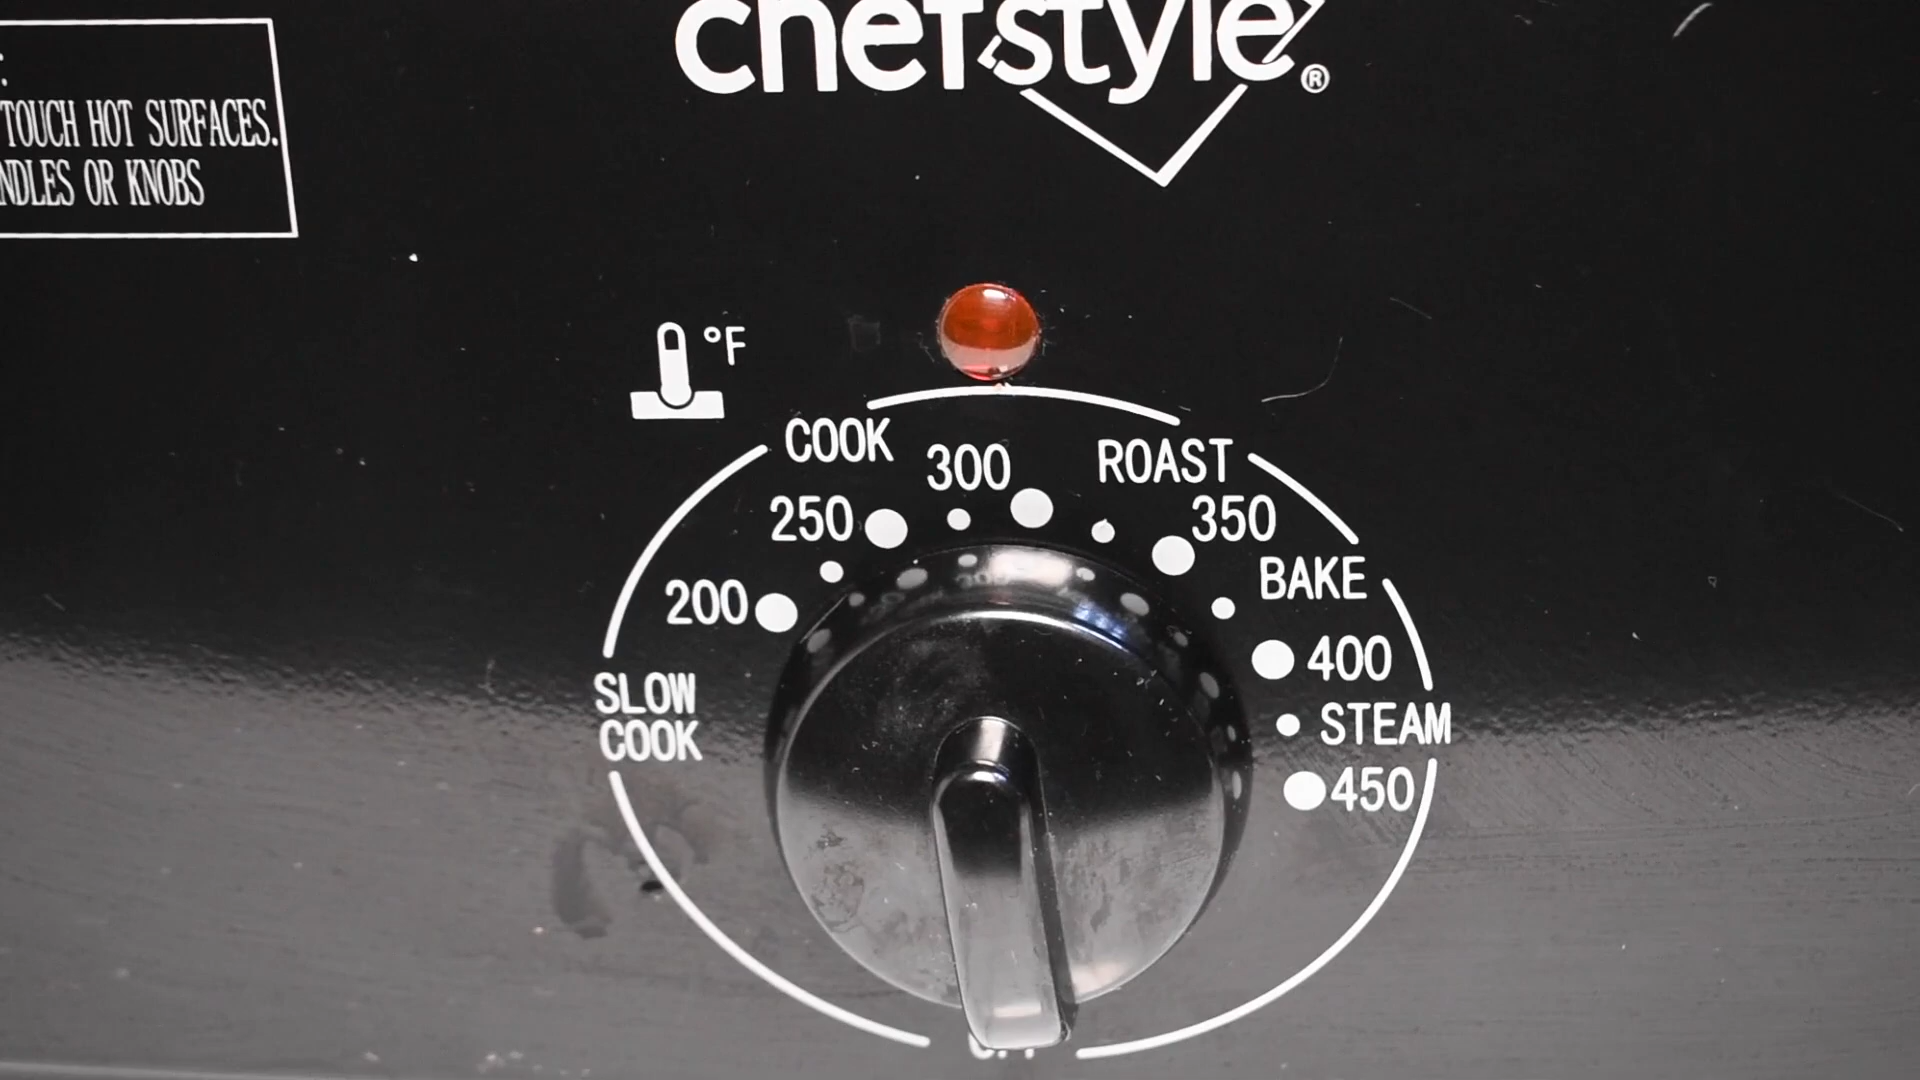 chefstyle®
:
TOUCH HOT SURFACES.
NDLES OR KNOBS
°F
COOK
300
ROAST
250
350
BAKE
200
400
SLOW
COOK
STEAM
450